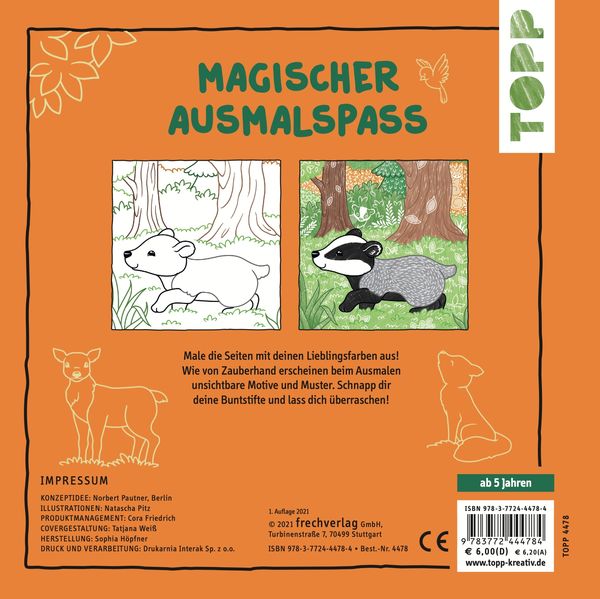 TOPP
MAGISCHER
AUSMALSPASS
Male die Seiten mit deinen Lieblingsfarben aus!
Wie von Zauberhand erscheinen beim Ausmalen
unsichtbare Motive und Muster. Schnapp dir
deine Buntstifte und lass dich überraschen!
IMPRESSUM
KONZEPTIDEE: Norbert Pautner, Berlin
ILLUSTRATIONEN: Natascha Pitz
PRODUKTMANAGEMENT: Cora Friedrich
COVERGESTALTUNG: Tatjana Weiß
HERSTELLUNG: Sophia Höpfner
DRUCK UND VERARBEITUNG: Drukarnia Interak Sp. z o.o.
1. Auflage 2021
© 2021 frechverlag GmbH,
Turbinenstraße 7, 70499 Stuttgart
ISBN 978-3-7724-4478-4 • Best.-Nr. 4478
CE
ab 5 Jahren
ISBN 978-3-7724-4478-4
9 783772 444784
€ 6,00(D) € 6,20(A)
www.topp-kreativ.de
TOPP 4478